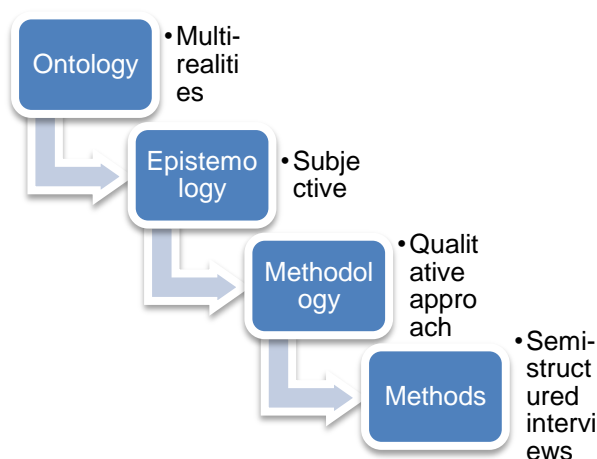 Ontology
•Multi-
realiti
es
Epistemo
logy
•Subje
ctive
Methodol
ogy
•Qualit
ative
appro
ach
Methods
•Semi-
struct
ured
intervi
ews